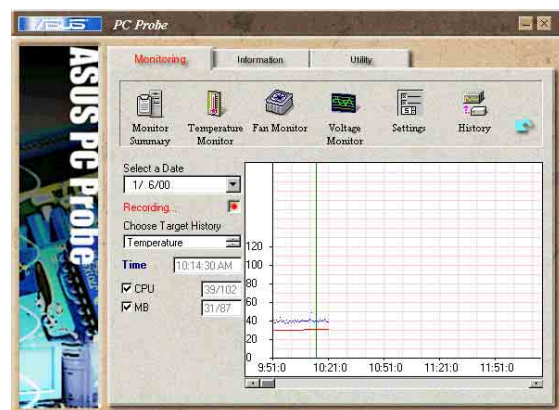 ASUS PC Probe
Monitoring Information Utility
Monitor Summary
Temperature Monitor
Fan Monitor
Voltage Monitor
Settings
History
Select a Date
1/ 6/00
Recording...
Choose Target History
Temperature
Time 10:14:30 AM
CPU 39/102
MB 31/87
120
100
80
60
40
20
0
9:51:0 10:21:0 10:51:0 11:21:0 11:51:0
ASUS PC Probe